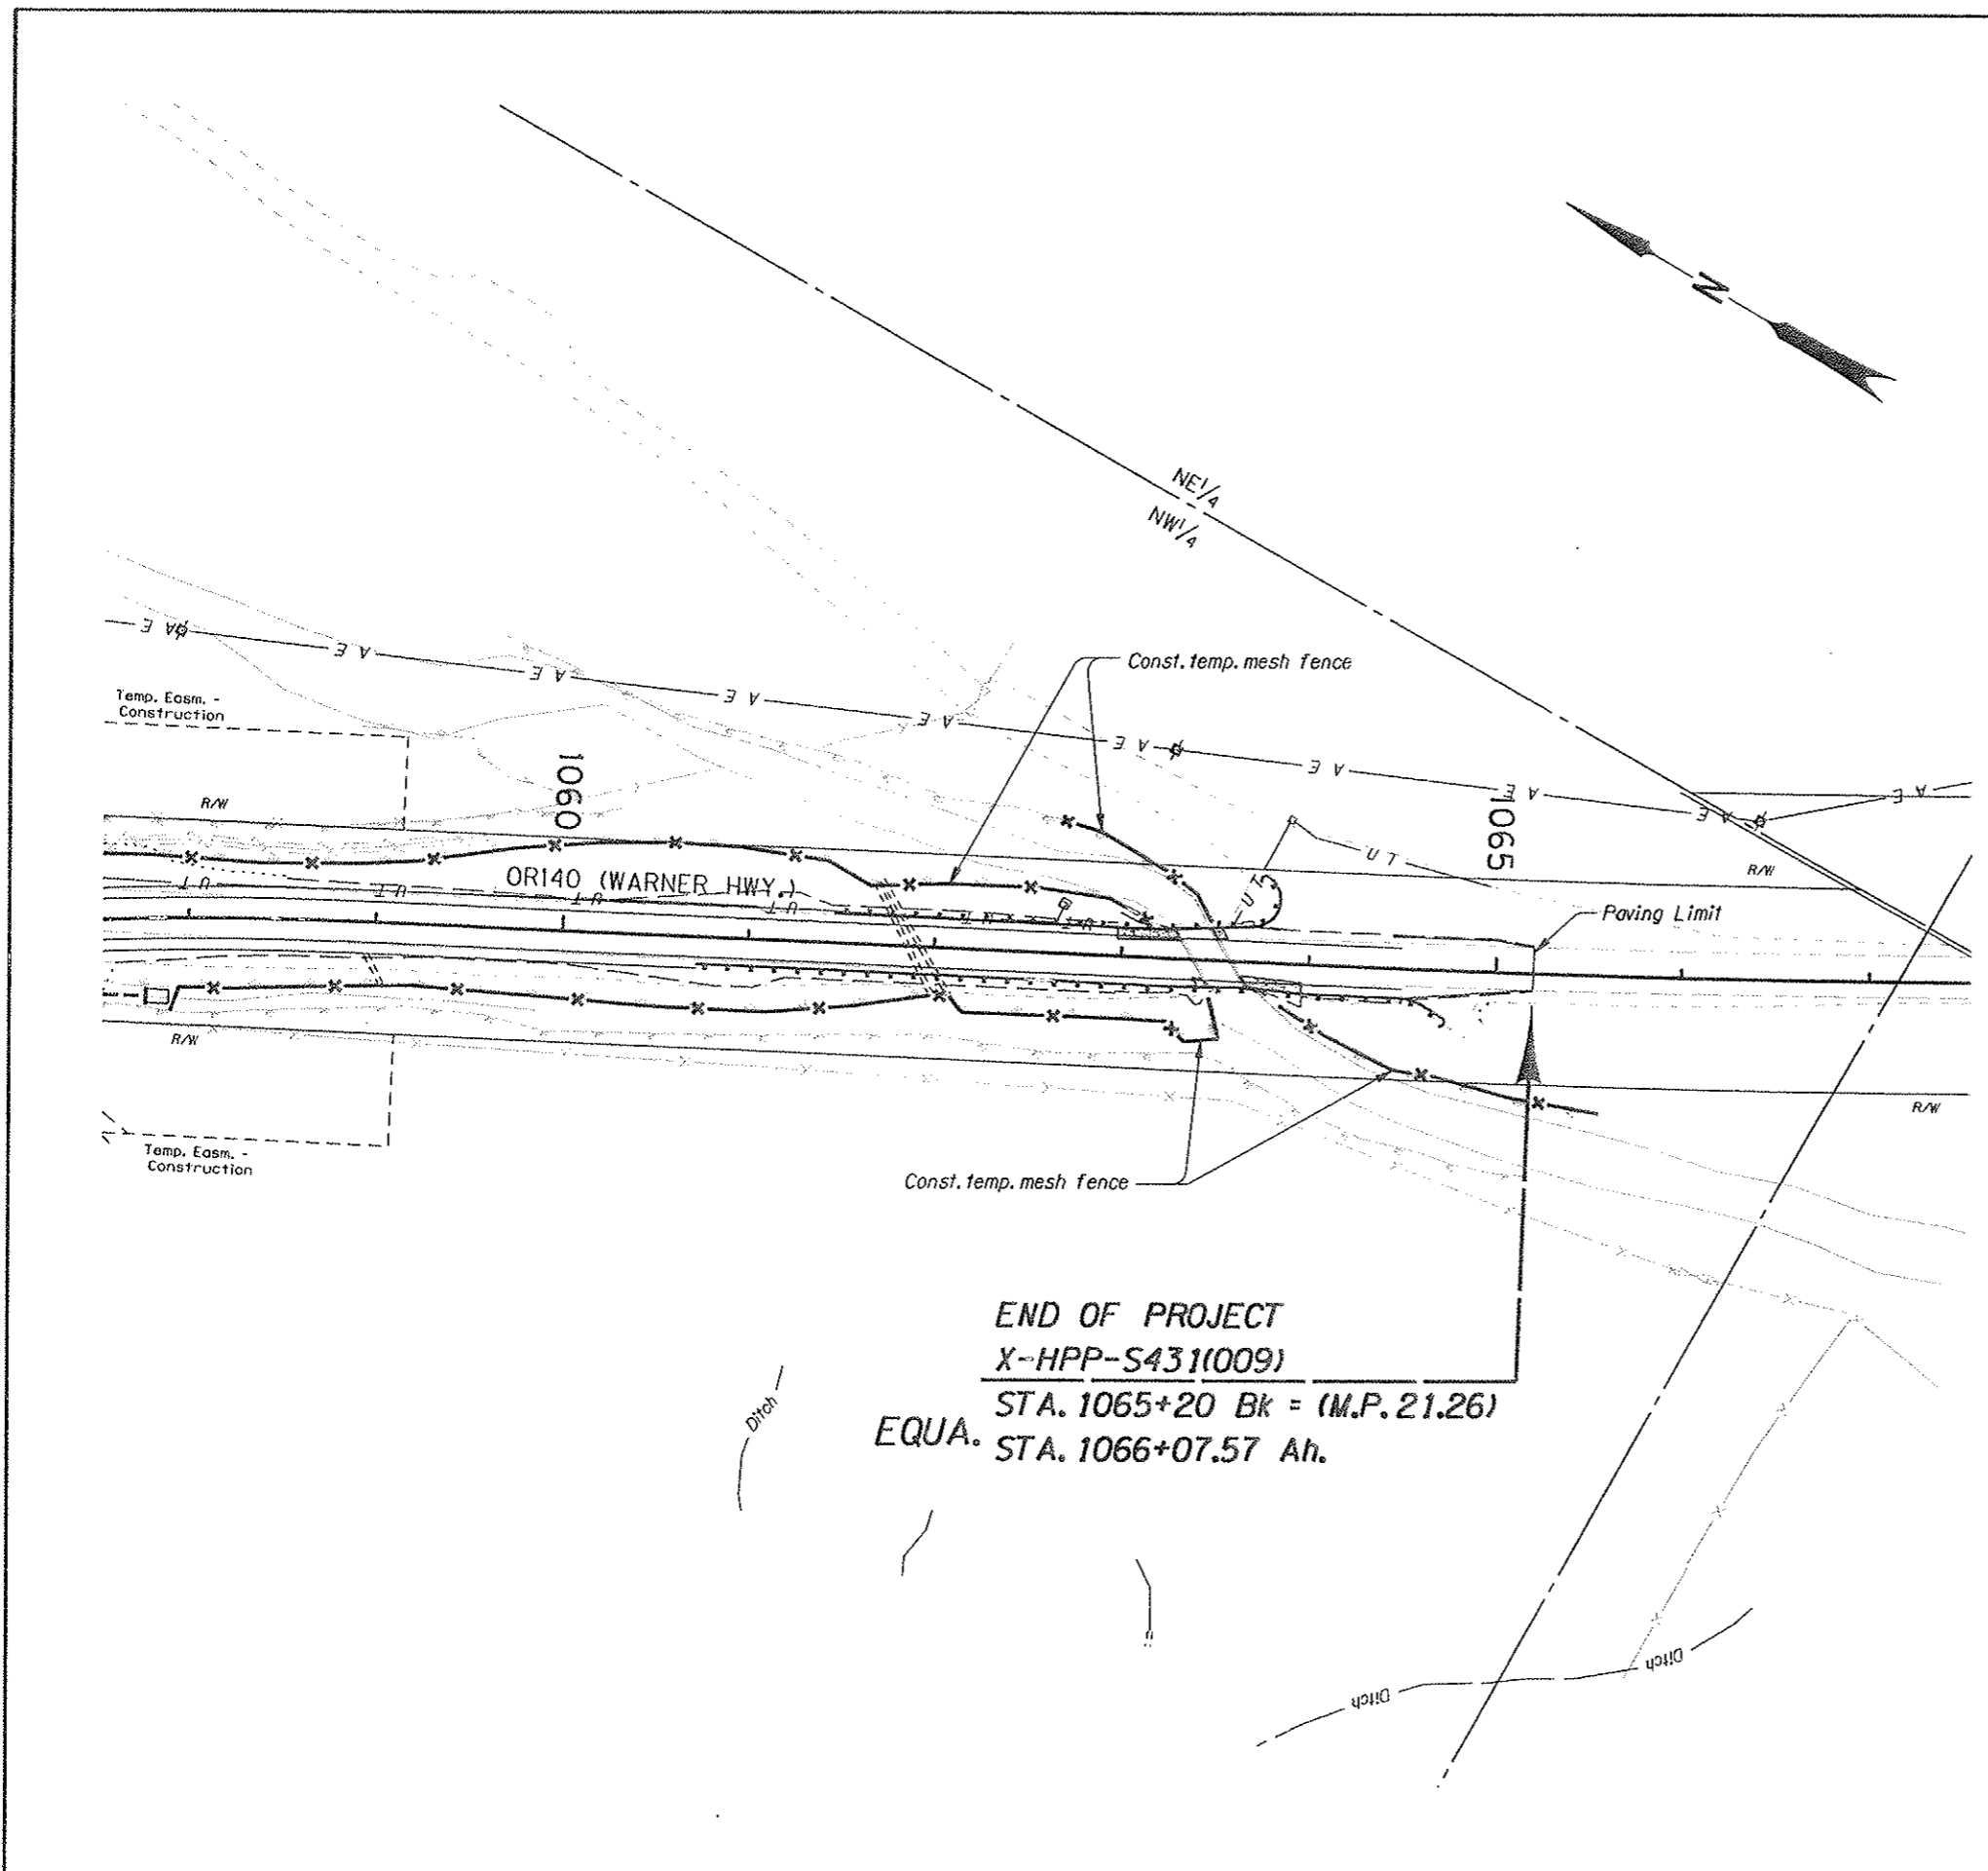 N
NE1/4
NW1/4
A E
A E
A E
A E
A E
A E
A E
A E
A E
A E
Const. temp. mesh fence
Temp. Easm. -
Construction
1060
1065
R/W
R/W
OR140 (WARNER HWY.)
U T
U T
U T
U T
U T
U T
U T
Paving Limit
R/W
R/W
Temp. Easm. -
Construction
Const. temp. mesh fence
END OF PROJECT
X-HPP-S431(009)
STA. 1065+20 Bk = (M.P. 21.26)
EQUA.
STA. 1066+07.57 Ah.
Ditch
Ditch
Ditch